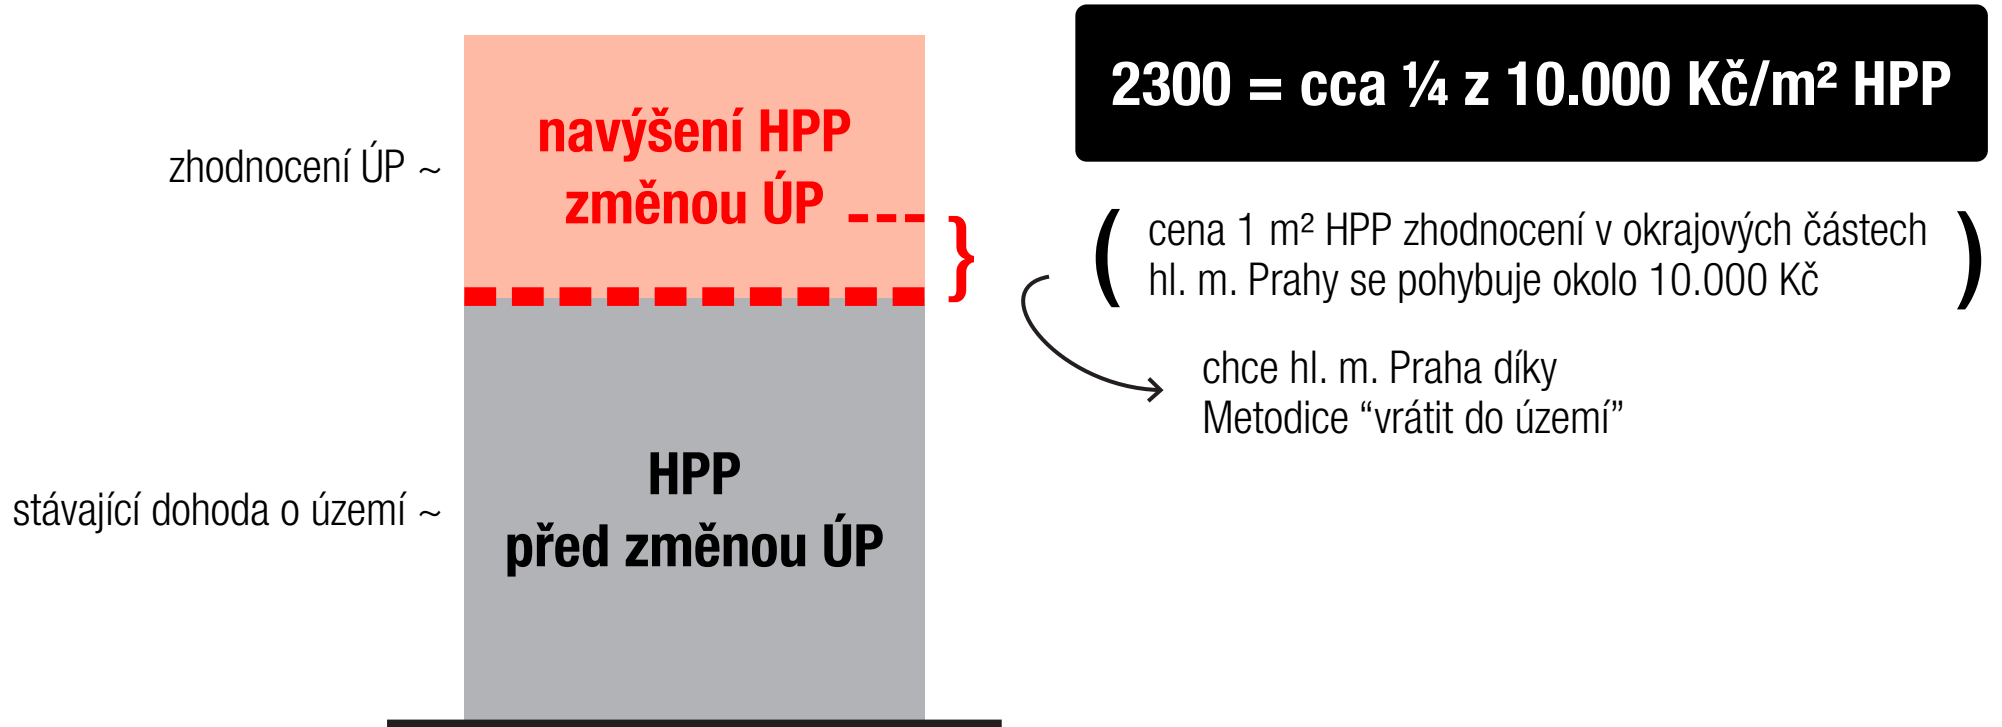 2300 = cca ¼ z 10.000 Kč/m² HPP
navýšení HPP
změnou ÚP
zhodnocení ÚP ~
cena 1 m² HPP zhodnocení v okrajových částech
hl. m. Prahy se pohybuje okolo 10.000 Kč
chce hl. m. Praha díky
Metodice “vrátit do území”
HPP
před změnou ÚP
stávající dohoda o území ~